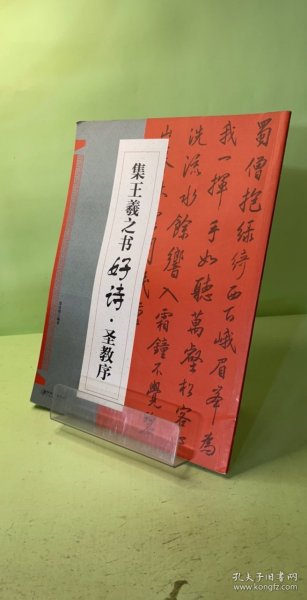 集王羲之书好诗·圣教序
蜀僧抱綠綺西下峨眉峯為
我一揮手如聽萬壑松客
洗流水餘響入霜鐘不覺
孔夫子旧书网